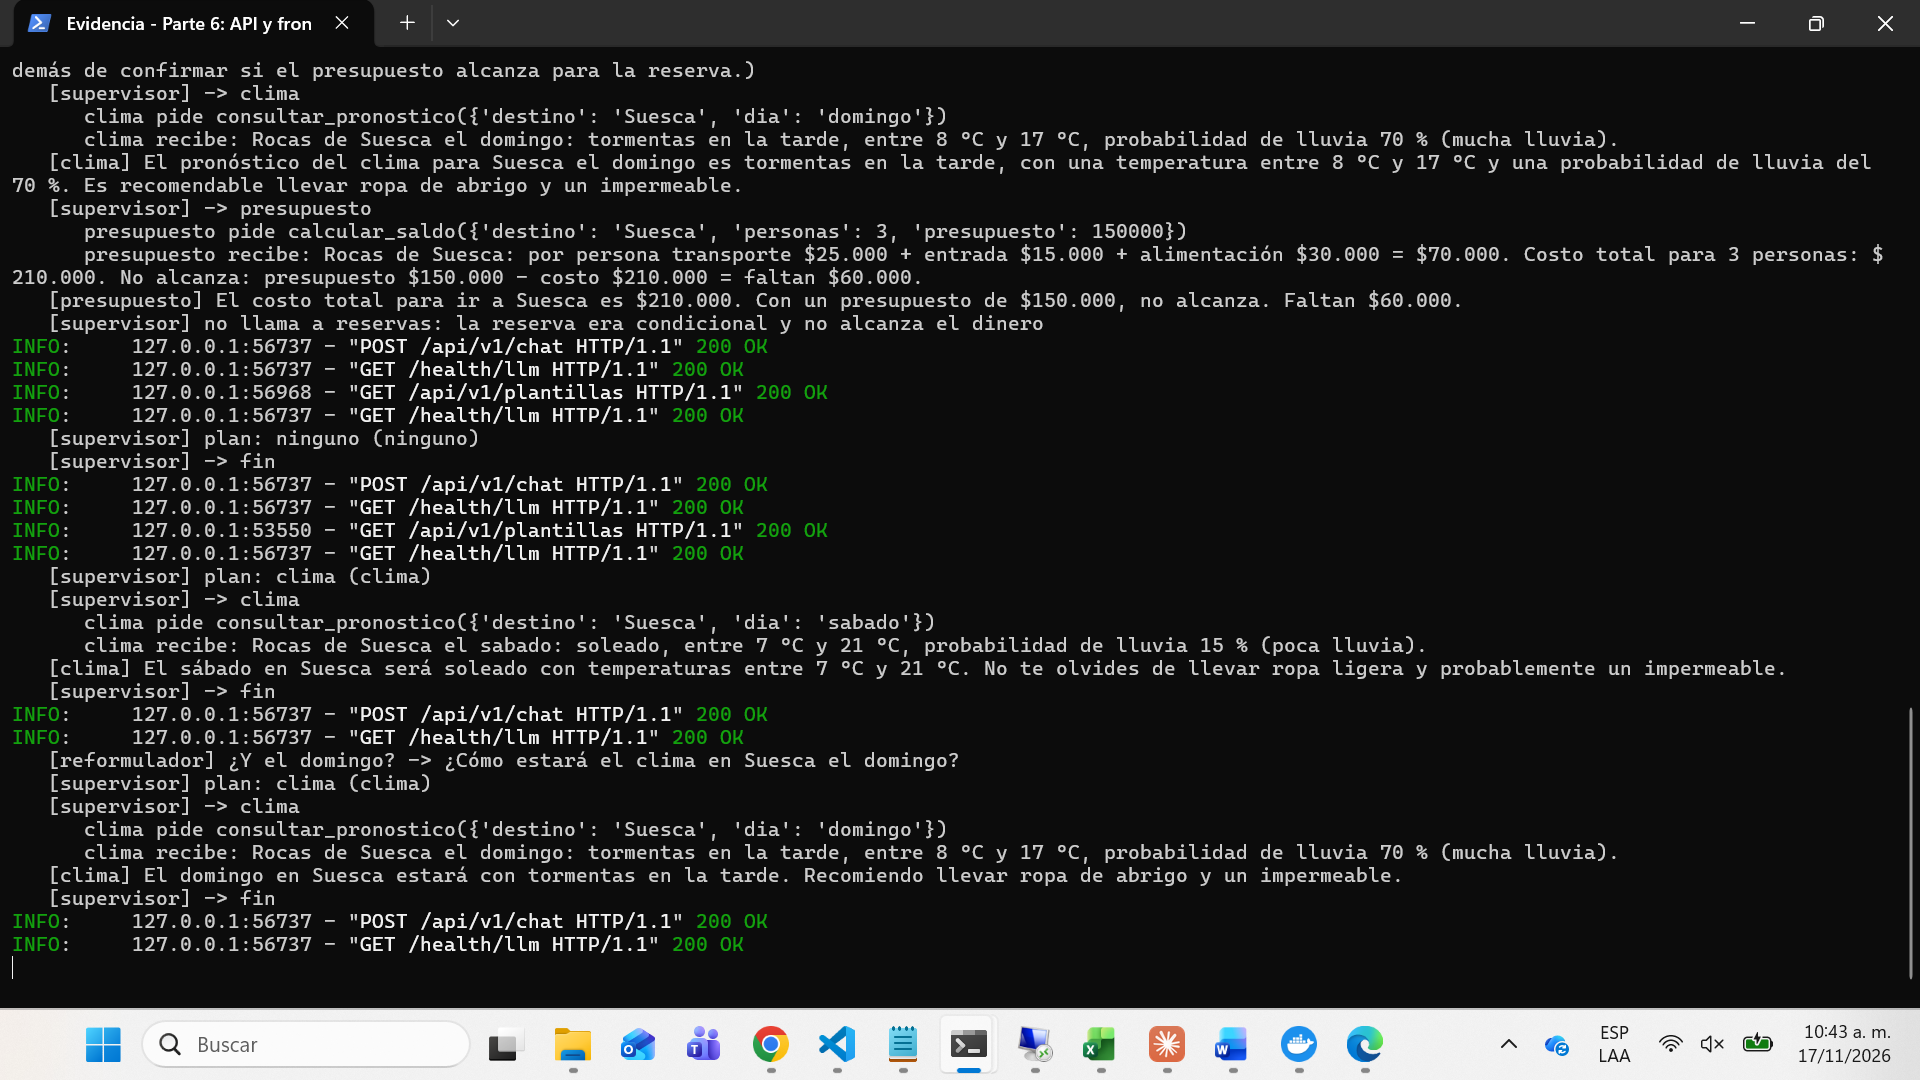 Evidencia - Parte 6: API y fron
demás de confirmar si el presupuesto alcanza para la reserva.)
[supervisor] -> clima
clima pide consultar_pronostico({'destino': 'Suesca', 'dia': 'domingo'})
clima recibe: Rocas de Suesca el domingo: tormentas en la tarde, entre 8 °C y 17 °C, probabilidad de lluvia 70 % (mucha lluvia).
[clima] El pronóstico del clima para Suesca el domingo es tormentas en la tarde, con una temperatura entre 8 °C y 17 °C y una probabilidad de lluvia del
70 %. Es recomendable llevar ropa de abrigo y un impermeable.
[supervisor] -> presupuesto
presupuesto pide calcular_saldo({'destino': 'Suesca', 'personas': 3, 'presupuesto': 150000})
presupuesto recibe: Rocas de Suesca: por persona transporte $25.000 + entrada $15.000 + alimentación $30.000 = $70.000. Costo total para 3 personas: $
210.000. No alcanza: presupuesto $150.000 - costo $210.000 = faltan $60.000.
[presupuesto] El costo total para ir a Suesca es $210.000. Con un presupuesto de $150.000, no alcanza. Faltan $60.000.
[supervisor] no llama a reservas: la reserva era condicional y no alcanza el dinero
INFO:     127.0.0.1:56737 - "POST /api/v1/chat HTTP/1.1" 200 OK
INFO:     127.0.0.1:56737 - "GET /health/llm HTTP/1.1" 200 OK
INFO:     127.0.0.1:56968 - "GET /api/v1/plantillas HTTP/1.1" 200 OK
INFO:     127.0.0.1:56737 - "GET /health/llm HTTP/1.1" 200 OK
[supervisor] plan: ninguno (ninguno)
[supervisor] -> fin
INFO:     127.0.0.1:56737 - "POST /api/v1/chat HTTP/1.1" 200 OK
INFO:     127.0.0.1:56737 - "GET /health/llm HTTP/1.1" 200 OK
INFO:     127.0.0.1:53550 - "GET /api/v1/plantillas HTTP/1.1" 200 OK
INFO:     127.0.0.1:56737 - "GET /health/llm HTTP/1.1" 200 OK
[supervisor] plan: clima (clima)
[supervisor] -> clima
clima pide consultar_pronostico({'destino': 'Suesca', 'dia': 'sabado'})
clima recibe: Rocas de Suesca el sabado: soleado, entre 7 °C y 21 °C, probabilidad de lluvia 15 % (poca lluvia).
[clima] El sábado en Suesca será soleado con temperaturas entre 7 °C y 21 °C. No te olvides de llevar ropa ligera y probablemente un impermeable.
[supervisor] -> fin
INFO:     127.0.0.1:56737 - "POST /api/v1/chat HTTP/1.1" 200 OK
INFO:     127.0.0.1:56737 - "GET /health/llm HTTP/1.1" 200 OK
[reformulador] ¿Y el domingo? -> ¿Cómo estará el clima en Suesca el domingo?
[supervisor] plan: clima (clima)
[supervisor] -> clima
clima pide consultar_pronostico({'destino': 'Suesca', 'dia': 'domingo'})
clima recibe: Rocas de Suesca el domingo: tormentas en la tarde, entre 8 °C y 17 °C, probabilidad de lluvia 70 % (mucha lluvia).
[clima] El domingo en Suesca estará con tormentas en la tarde. Recomiendo llevar ropa de abrigo y un impermeable.
[supervisor] -> fin
INFO:     127.0.0.1:56737 - "POST /api/v1/chat HTTP/1.1" 200 OK
INFO:     127.0.0.1:56737 - "GET /health/llm HTTP/1.1" 200 OK
Buscar
ESP
LAA
10:43 a. m.
17/11/2026